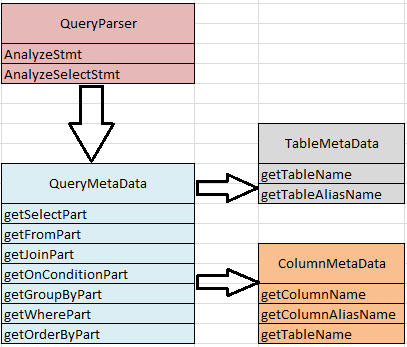 QueryParser
AnalyzeStmt
AnalyzeSelectStmt
QueryMetaData
getSelectPart
getFromPart
getJoinPart
getOnConditionPart
getGroupByPart
getWherePart
getOrderByPart
TableMetaData
getTableName
getTableAliasName
ColumnMetaData
getColumnName
getColumnAliasName
getTableName